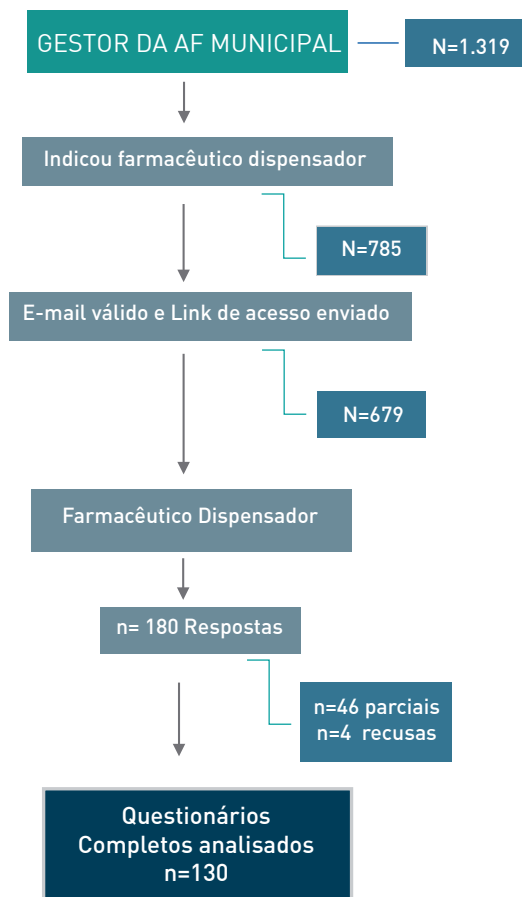 GESTOR DA AF MUNICIPAL
N=1.319
Indicou farmacêutico dispensador
N=785
E-mail válido e Link de acesso enviado
N=679
Farmacêutico Dispensador
n= 180 Respostas
n=46 parciais
n=4 recusas
Questionários
Completos analisados
n=130